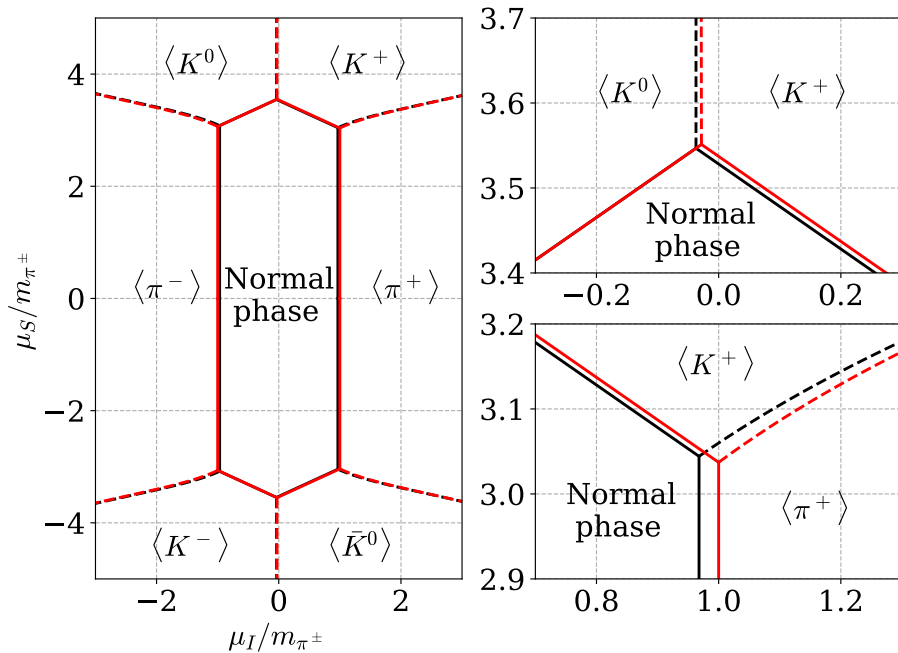 ⟨K⁰⟩ ⟨K⁺⟩
⟨π⁻⟩ Normal phase ⟨π⁺⟩
⟨K⁻⟩ ⟨K̄⁰⟩
4
2
0
−2
−4
−2 0 2
μ_S/m_π±
μ_I/m_π±
3.7
3.6
3.5
3.4
⟨K⁰⟩ ⟨K⁺⟩
Normal
phase
−0.2 0.0 0.2
3.2
3.1
3.0
2.9
⟨K⁺⟩
Normal
phase
⟨π⁺⟩
0.8 1.0 1.2